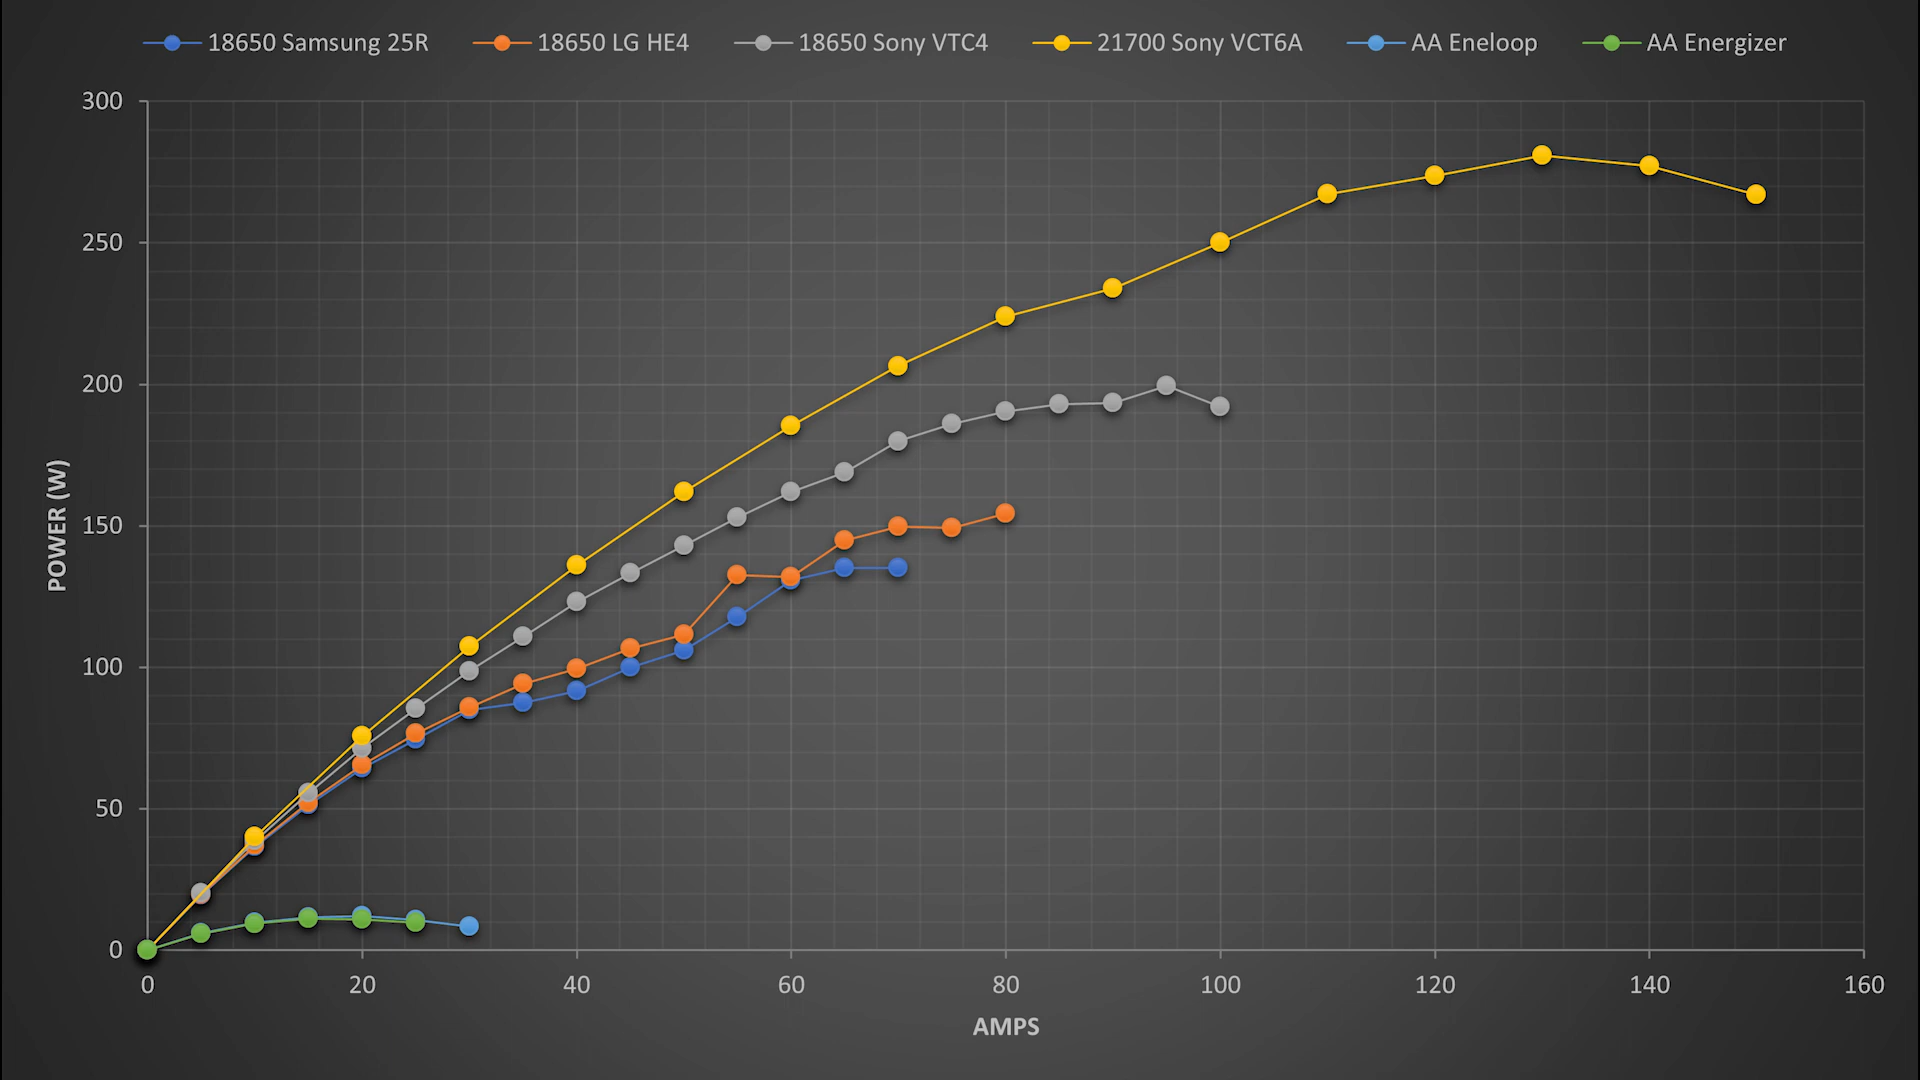 18650 Samsung 25R 18650 LG HE4 18650 Sony VTC4 21700 Sony VCT6A AA Eneloop AA Energizer
300
250
200
150
100
50
0
POWER (W)
0 20 40 60 80 100 120 140 160
AMPS